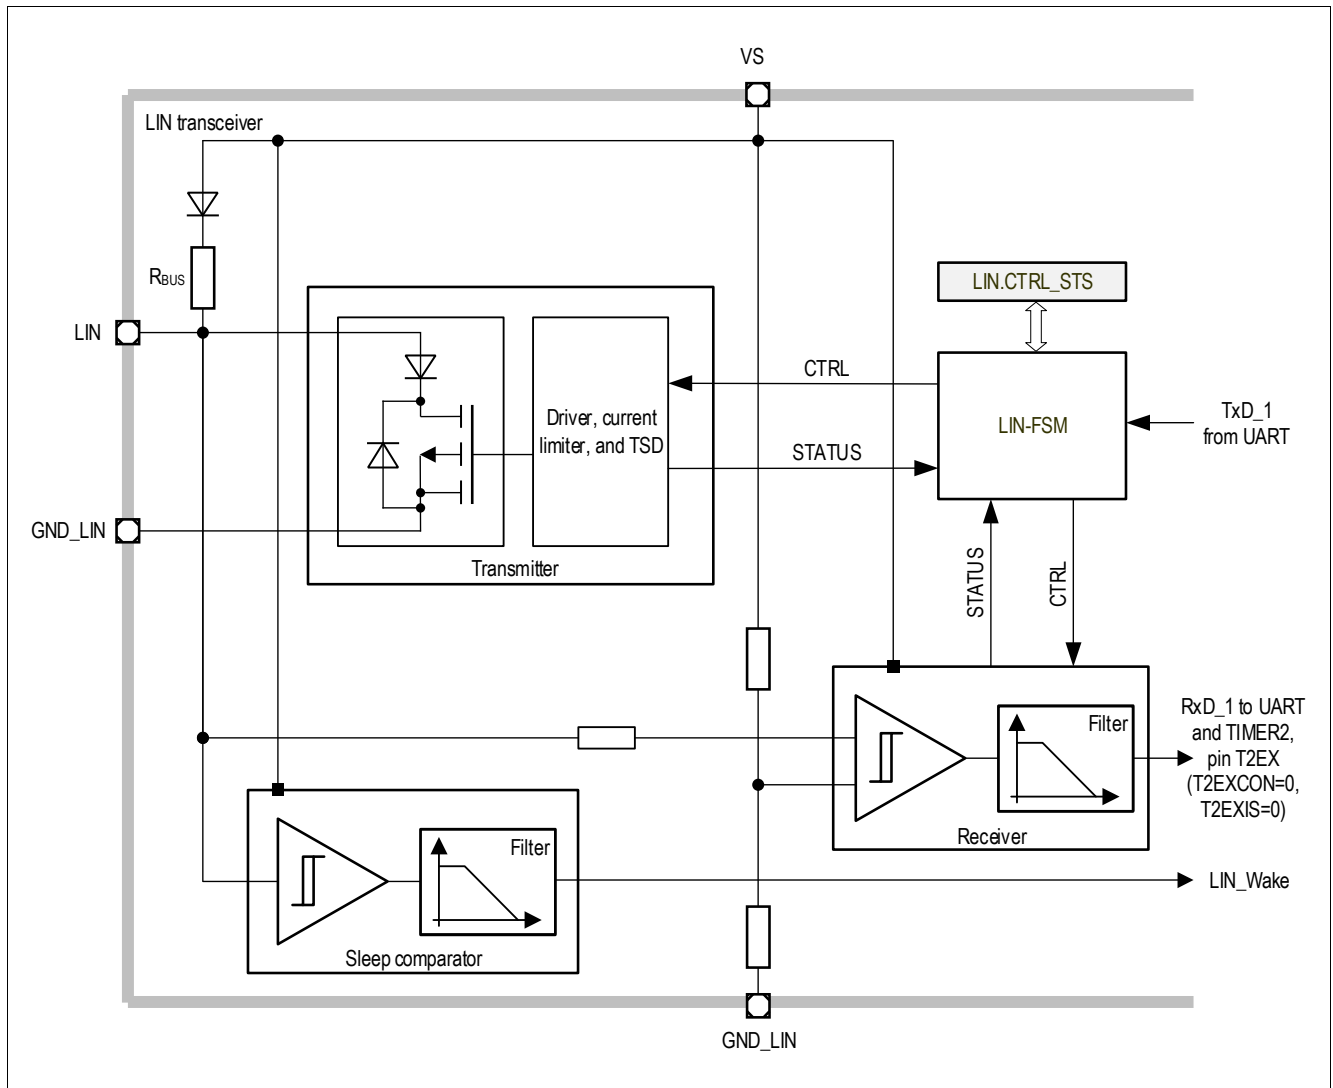 VS
LIN transceiver
RBUS
LIN.CTRL_STS
LIN
CTRL
Driver, current
limiter, and TSD
LIN-FSM
TxD_1
from UART
STATUS
GND_LIN
Transmitter
STATUS
CTRL
RxD_1 to UART
and TIMER2,
pin T2EX
(T2EXCON=0,
T2EXIS=0)
Filter
Receiver
Filter
LIN_Wake
Sleep comparator
GND_LIN